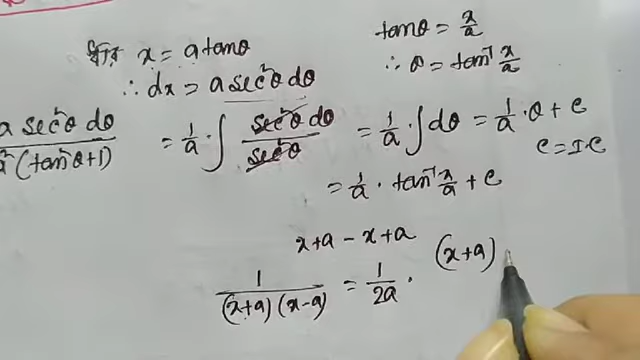 ধরি x = a tanθ
tanθ = x/a
∴ dx = a sec²θ dθ
∴ θ = tan⁻¹ x/a
a sec²θ dθ / a²(tan²θ+1) = 1/a · ∫ sec²θ dθ / sec²θ = 1/a · ∫ dθ = 1/a · θ + c
c = I.C
= 1/a · tan⁻¹ x/a + c
x+a − x+a
1/(x+a)(x−a) = 1/2a · (x+a)